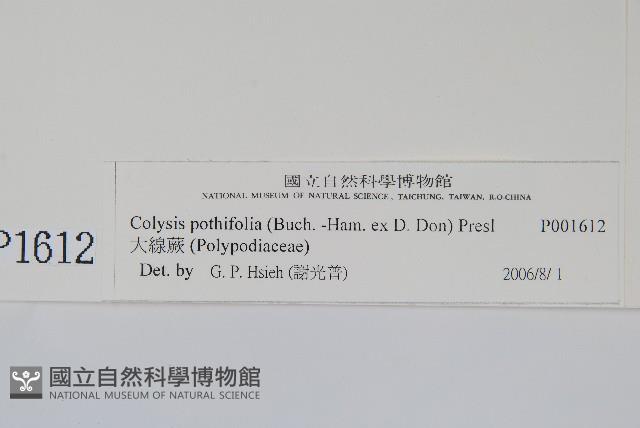 國立自然科學博物館
NATIONAL MUSEUM OF NATURAL SCIENCE, TAICHUNG, TAIWAN, R.O.CHINA
Colysis pothifolia (Buch. -Ham. ex D. Don) Presl P001612
大線蕨 (Polypodiaceae)
P1612
Det. by G. P. Hsieh (謝光普) 2006/8/1
國立自然科學博物館
NATIONAL MUSEUM OF NATURAL SCIENCE